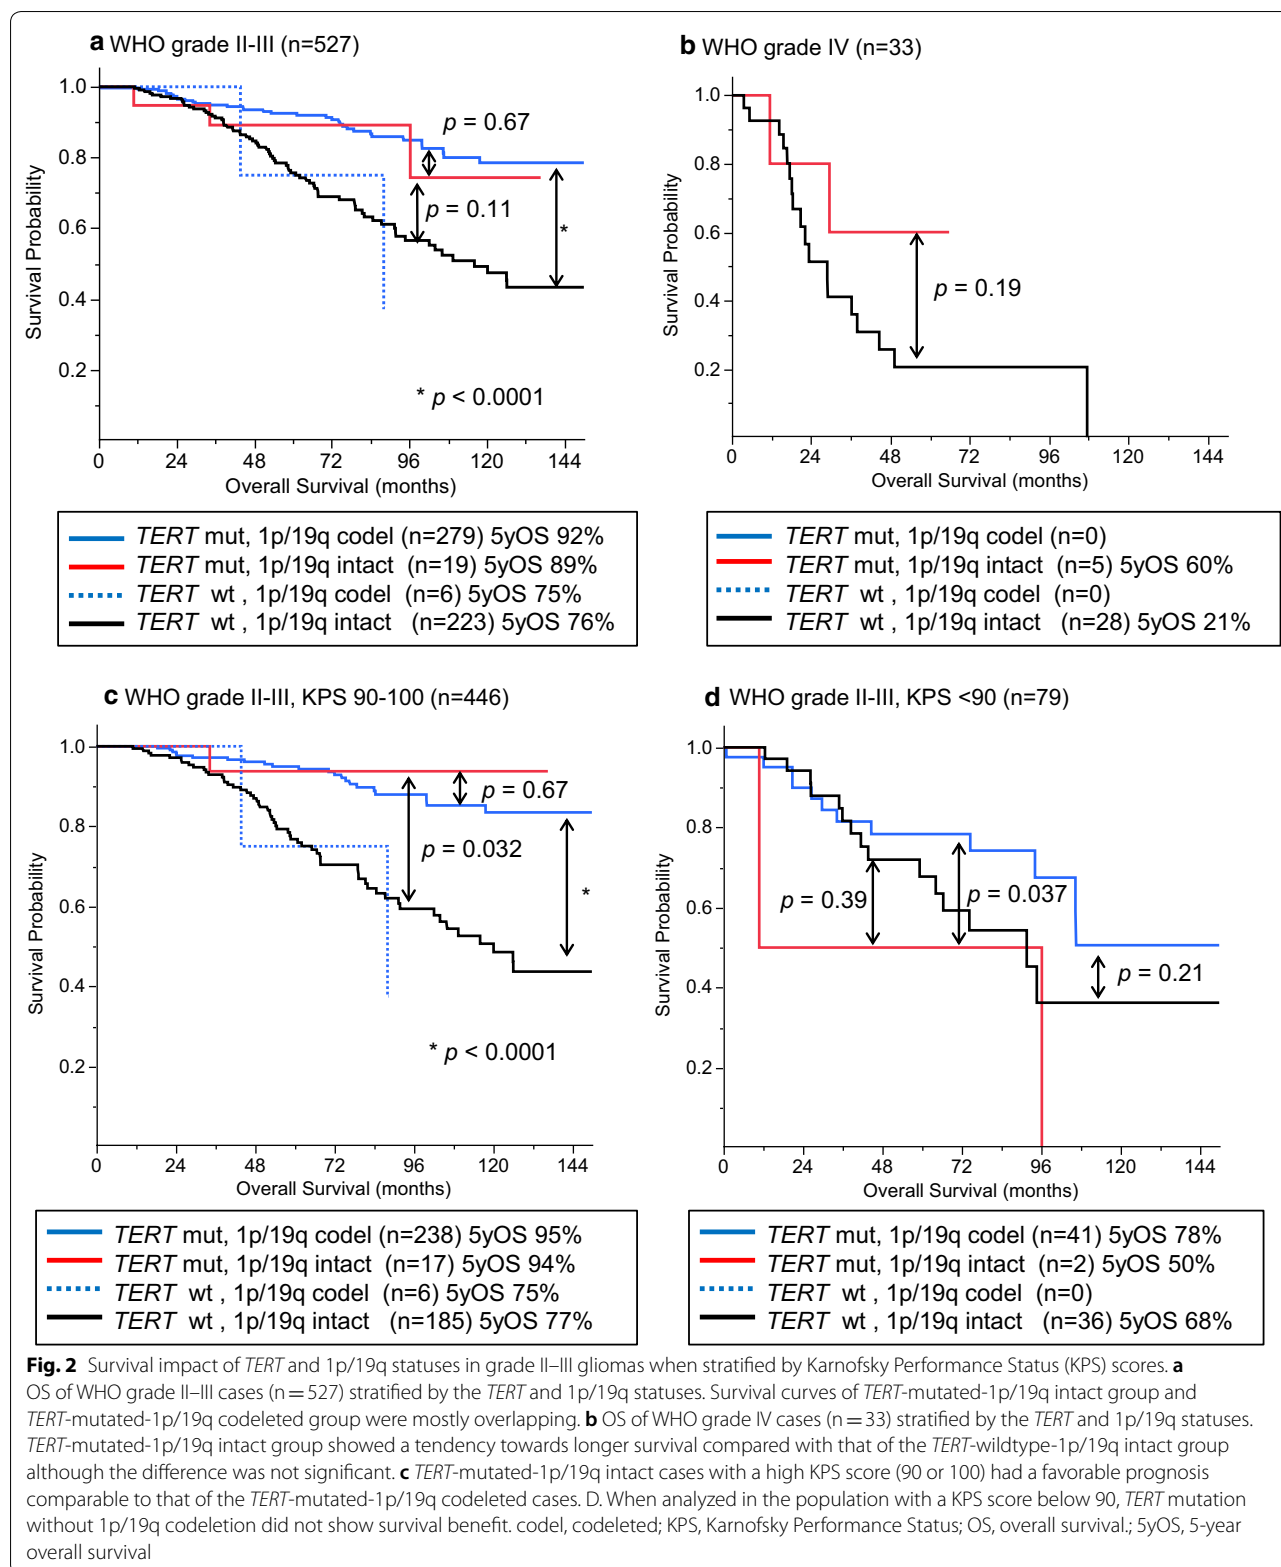 a WHO grade II-III (n=527)
1.0
0.8
0.6
0.4
0.2
Survival Probability
p = 0.67
p = 0.11
*
* p < 0.0001
0 24 48 72 96 120 144
Overall Survival (months)
TERT mut, 1p/19q codel (n=279) 5yOS 92%
TERT mut, 1p/19q intact (n=19) 5yOS 89%
TERT wt , 1p/19q codel (n=6) 5yOS 75%
TERT wt , 1p/19q intact (n=223) 5yOS 76%
b WHO grade IV (n=33)
1.0
0.8
0.6
0.4
0.2
Survival Probability
p = 0.19
0 24 48 72 96 120 144
Overall Survival (months)
TERT mut, 1p/19q codel (n=0)
TERT mut, 1p/19q intact (n=5) 5yOS 60%
TERT wt , 1p/19q codel (n=0)
TERT wt , 1p/19q intact (n=28) 5yOS 21%
c WHO grade II-III, KPS 90-100 (n=446)
1.0
0.8
0.6
0.4
0.2
Survival Probability
p = 0.67
p = 0.032
*
* p < 0.0001
0 24 48 72 96 120 144
Overall Survival (months)
TERT mut, 1p/19q codel (n=238) 5yOS 95%
TERT mut, 1p/19q intact (n=17) 5yOS 94%
TERT wt , 1p/19q codel (n=6) 5yOS 75%
TERT wt , 1p/19q intact (n=185) 5yOS 77%
d WHO grade II-III, KPS <90 (n=79)
1.0
0.8
0.6
0.4
0.2
Survival Probability
p = 0.39
p = 0.037
p = 0.21
0 24 48 72 96 120 144
Overall Survival (months)
TERT mut, 1p/19q codel (n=41) 5yOS 78%
TERT mut, 1p/19q intact (n=2) 5yOS 50%
TERT wt , 1p/19q codel (n=0)
TERT wt , 1p/19q intact (n=36) 5yOS 68%
Fig. 2 Survival impact of TERT and 1p/19q statuses in grade II–III gliomas when stratified by Karnofsky Performance Status (KPS) scores. a
OS of WHO grade II–III cases (n = 527) stratified by the TERT and 1p/19q statuses. Survival curves of TERT-mutated-1p/19q intact group and
TERT-mutated-1p/19q codeleted group were mostly overlapping. b OS of WHO grade IV cases (n = 33) stratified by the TERT and 1p/19q statuses.
TERT-mutated-1p/19q intact group showed a tendency towards longer survival compared with that of the TERT-wildtype-1p/19q intact group
although the difference was not significant. c TERT-mutated-1p/19q intact cases with a high KPS score (90 or 100) had a favorable prognosis
comparable to that of the TERT-mutated-1p/19q codeleted cases. D. When analyzed in the population with a KPS score below 90, TERT mutation
without 1p/19q codeletion did not show survival benefit. codel, codeleted; KPS, Karnofsky Performance Status; OS, overall survival.; 5yOS, 5-year
overall survival